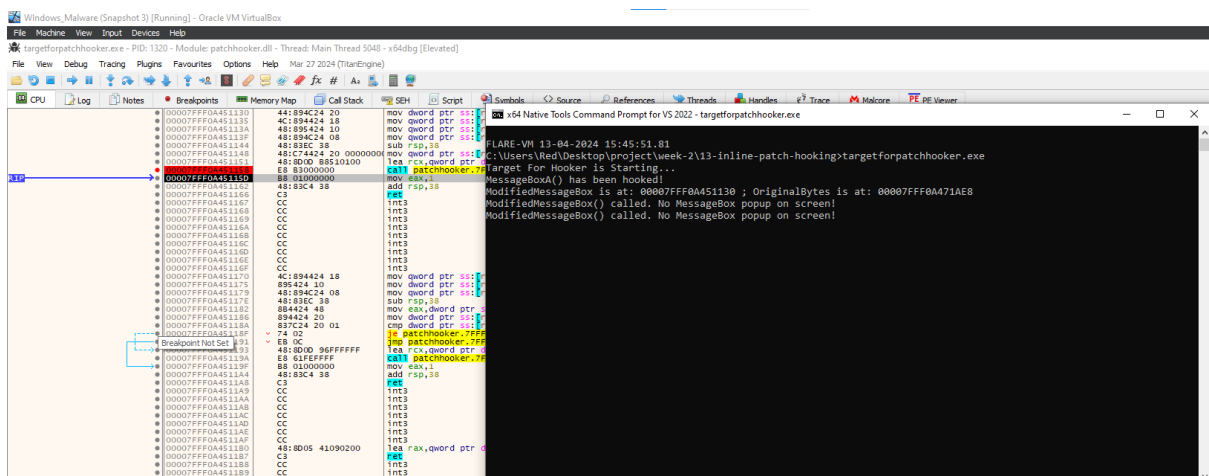 Windows_Malware (Snapshot 3) [Running] - Oracle VM VirtualBox
File Machine View Input Devices Help
targetforpatchhooker.exe - PID: 1320 - Module: patchhooker.dll - Thread: Main Thread 5048 - x64dbg [Elevated]
File View Debug Tracing Plugins Favourites Options Help Mar 27 2024 (TitanEngine)
CPU Log Notes Breakpoints Memory Map Call Stack SEH Script Symbols Source References Threads Handles Trace Malcore PE Viewer
00007FFF0A451130 44:894C24 20 mov dword ptr ss:[
00007FFF0A451135 4C:894424 18 mov qword ptr ss:[
00007FFF0A45113A 48:895424 10 mov qword ptr ss:[
00007FFF0A45113F 48:894C24 08 mov qword ptr ss:[
00007FFF0A451144 48:83EC 38 sub rsp,38
00007FFF0A451148 48:C74424 20 0000000 mov qword ptr ss:[
00007FFF0A451151 48:8D0D B8510100 lea rcx,qword ptr d
00007FFF0A451158 E8 B3000000 call patchhooker.7F
RIP 00007FFF0A45115D B8 01000000 mov eax,1
00007FFF0A451162 48:83C4 38 add rsp,38
00007FFF0A451166 C3 ret
00007FFF0A451167 CC int3
00007FFF0A451168 CC int3
00007FFF0A451169 CC int3
00007FFF0A45116A CC int3
00007FFF0A45116B CC int3
00007FFF0A45116C CC int3
00007FFF0A45116D CC int3
00007FFF0A45116E CC int3
00007FFF0A45116F CC int3
00007FFF0A451170 4C:894424 18 mov qword ptr ss:[
00007FFF0A451175 895424 10 mov dword ptr ss:[
00007FFF0A451179 48:894C24 08 mov qword ptr ss:[
00007FFF0A45117E 48:83EC 38 sub rsp,38
00007FFF0A451182 8B4424 48 mov eax,dword ptr s
00007FFF0A451186 894424 20 mov dword ptr ss:[
00007FFF0A45118A 837C24 20 01 cmp dword ptr ss:[
00007FFF0A45118F 74 02 je patchhooker.7FFF
Breakpoint Not Set 191 EB 0C jmp patchhooker.7FF
193 48:8D0D 96FFFFFF lea rcx,qword ptr d
00007FFF0A45119A E8 61FEFFFF call patchhooker.7F
00007FFF0A45119F B8 01000000 mov eax,1
00007FFF0A4511A4 48:83C4 38 add rsp,38
00007FFF0A4511A8 C3 ret
00007FFF0A4511A9 CC int3
00007FFF0A4511AA CC int3
00007FFF0A4511AB CC int3
00007FFF0A4511AC CC int3
00007FFF0A4511AD CC int3
00007FFF0A4511AE CC int3
00007FFF0A4511AF CC int3
00007FFF0A4511B0 48:8D05 41090200 lea rax,qword ptr d
00007FFF0A4511B7 C3 ret
00007FFF0A4511B8 CC int3
00007FFF0A4511B9 CC int3
x64 Native Tools Command Prompt for VS 2022 - targetforpatchhooker.exe
FLARE-VM 13-04-2024 15:45:51.81
C:\Users\Red\Desktop\project\week-2\13-inline-patch-hooking>targetforpatchhooker.exe
Target For Hooker is Starting...
MessageBoxA() has been hooked!
ModifiedMessageBox is at: 00007FFF0A451130 ; OriginalBytes is at: 00007FFF0A471AE8
ModifiedMessageBox() called. No MessageBox popup on screen!
ModifiedMessageBox() called. No MessageBox popup on screen!